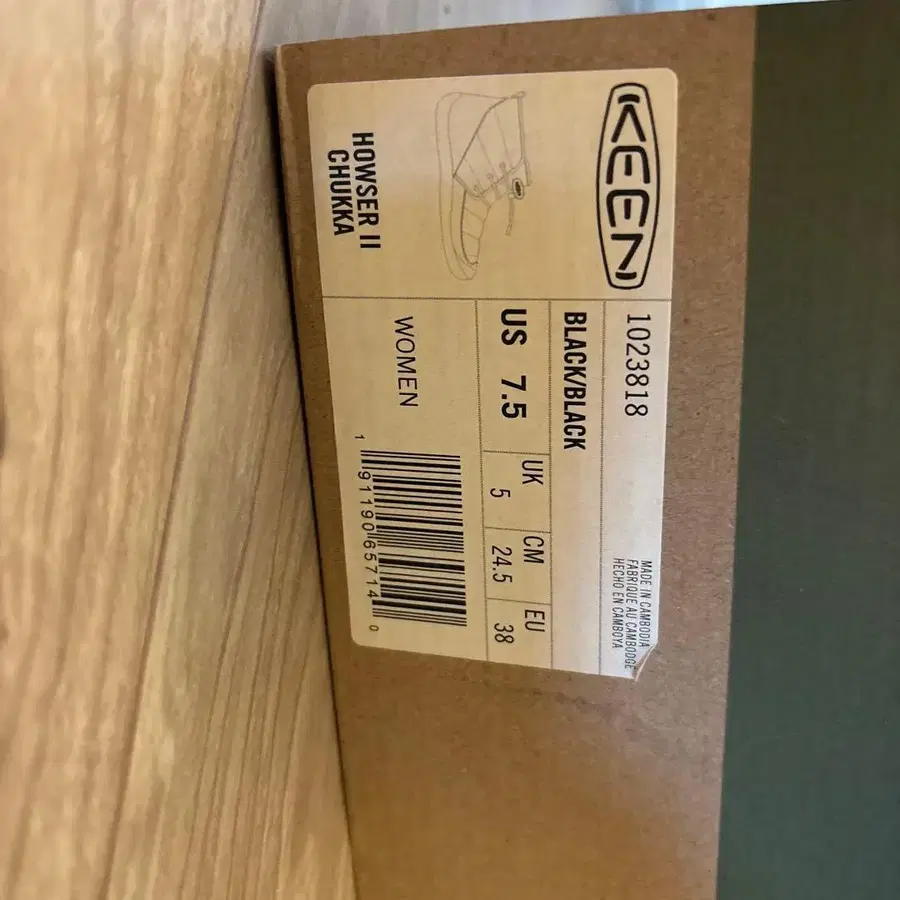 KEEN
HOWSER II
CHUKKA
1023818
MADE IN CAMBODIA
FABRIQUE AU CAMBODGE
HECHO EN CAMBOYA
BLACK/BLACK
US 7.5
UK 5
CM 24.5
EU 38
WOMEN
1 91190 65714 0